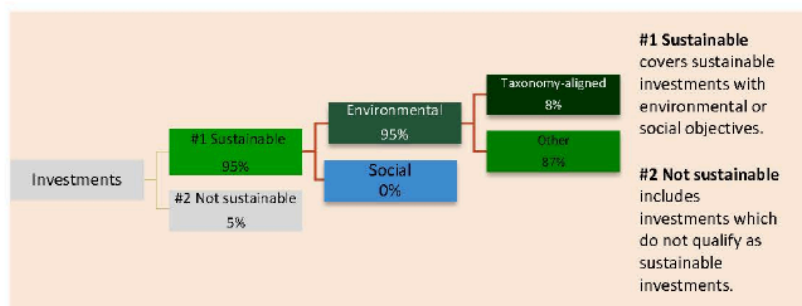 Investments
#1 Sustainable
95%
#2 Not sustainable
5%
Environmental
95%
Social
0%
Taxonomy-aligned
8%
Other
87%
#1 Sustainable
covers sustainable
investments with
environmental or
social objectives.
#2 Not sustainable
includes
investments which
do not qualify as
sustainable
investments.